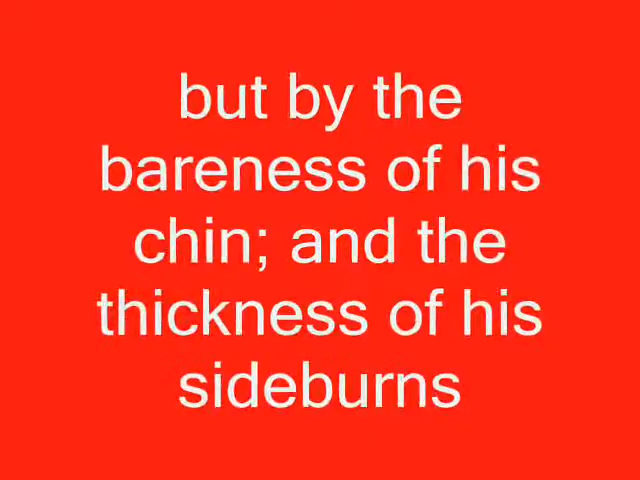 but by the
bareness of his
chin; and the
thickness of his
sideburns